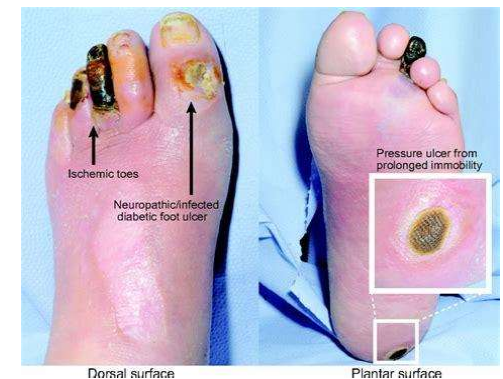 Ischemic toes
Neuropathic/infected
diabetic foot ulcer
Pressure ulcer from
prolonged immobility
Dorsal surface
Plantar surface